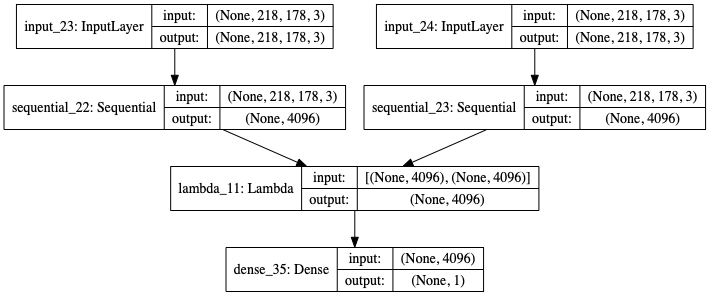 input_23: InputLayer input: (None, 218, 178, 3) output: (None, 218, 178, 3)
input_24: InputLayer input: (None, 218, 178, 3) output: (None, 218, 178, 3)
sequential_22: Sequential input: (None, 218, 178, 3) output: (None, 4096)
sequential_23: Sequential input: (None, 218, 178, 3) output: (None, 4096)
lambda_11: Lambda input: [(None, 4096), (None, 4096)] output: (None, 4096)
dense_35: Dense input: (None, 4096) output: (None, 1)